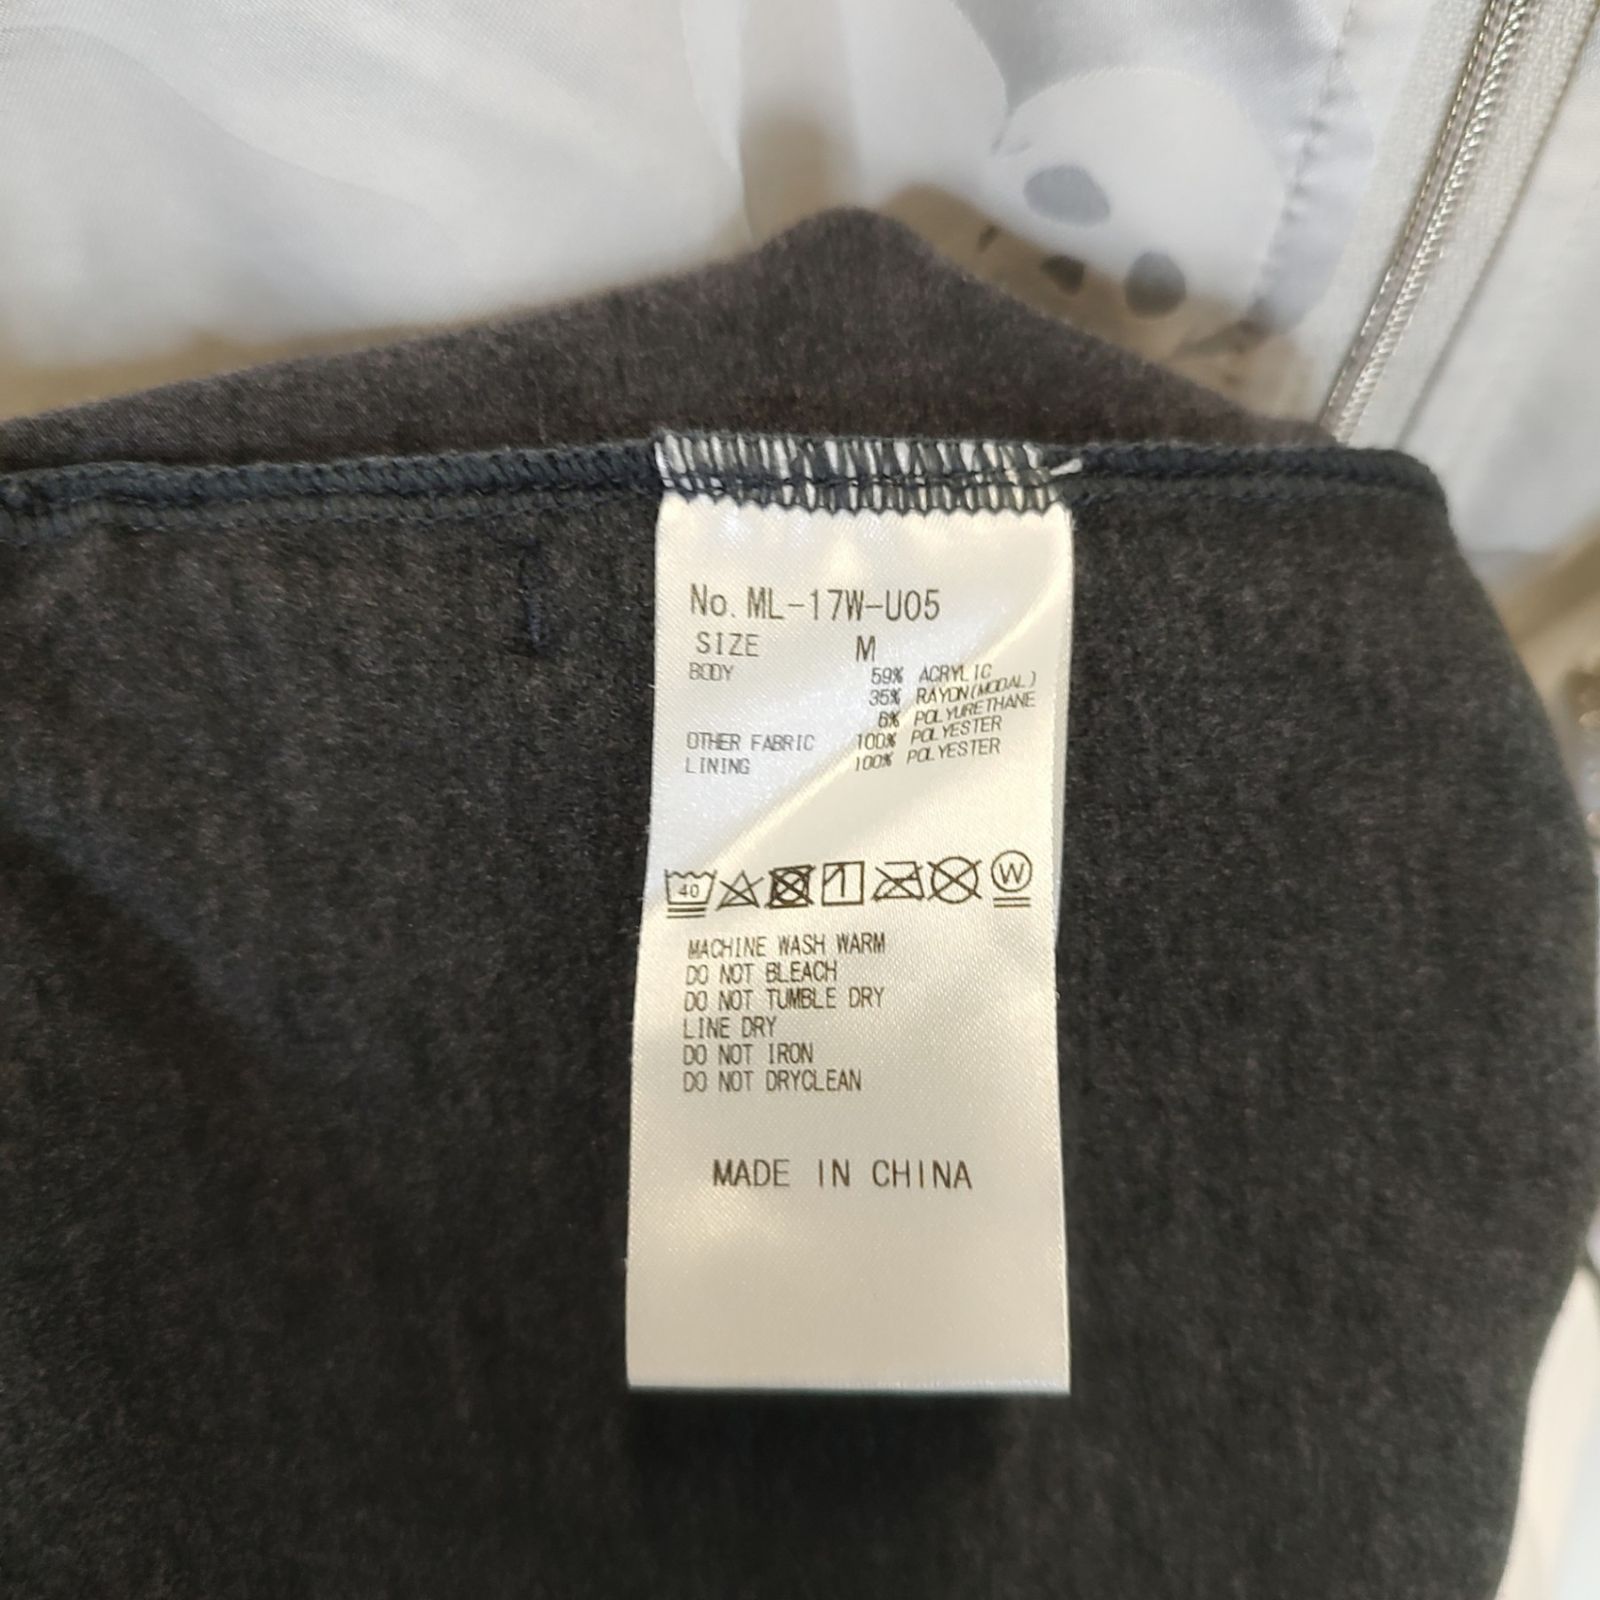 No. ML-17W-U05
SIZE M
BODY 59% ACRYLIC
35% RAYON(MODAL)
6% POLYURETHANE
OTHER FABRIC 100% POLYESTER
LINING 100% POLYESTER
40 W
MACHINE WASH WARM
DO NOT BLEACH
DO NOT TUMBLE DRY
LINE DRY
DO NOT IRON
DO NOT DRYCLEAN
MADE IN CHINA